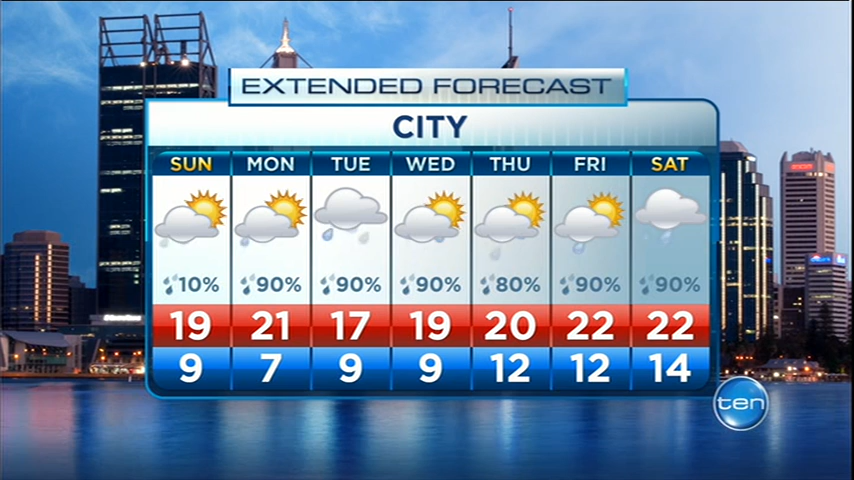 EXTENDED FORECAST
CITY
SUN MON TUE WED THU FRI SAT
10% 90% 90% 90% 80% 90% 90%
19 21 17 19 20 22 22
9 7 9 9 12 12 14
ten